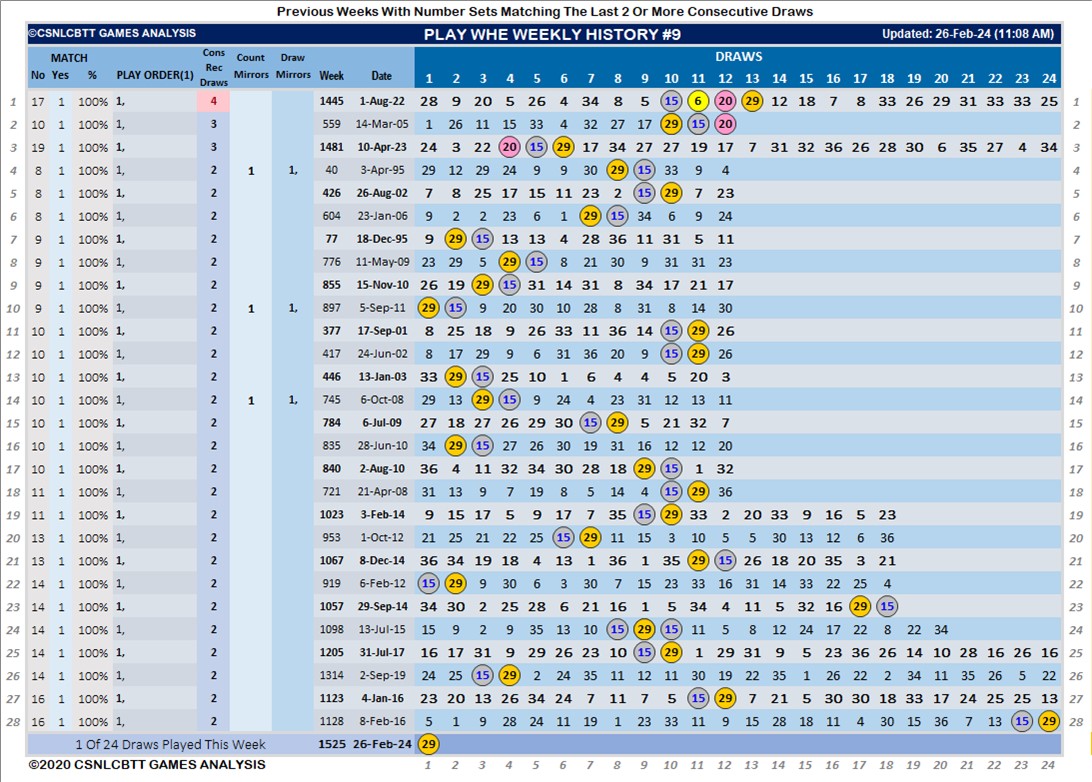 Previous Weeks With Number Sets Matching The Last 2 Or More Consecutive Draws
©CSNLCBTT GAMES ANALYSIS PLAY WHE WEEKLY HISTORY #9 Updated: 26-Feb-24 (11:08 AM)
MATCH Cons Rec Draws Count Mirrors Draw Mirrors DRAWS
No Yes % PLAY ORDER(1) Week Date 1 2 3 4 5 6 7 8 9 10 11 12 13 14 15 16 17 18 19 20 21 22 23 24
1 17 1 100% 1, 4 1445 1-Aug-22 28 9 20 5 26 4 34 8 5 15 6 20 29 12 18 7 8 33 26 29 31 33 33 25 1
2 10 1 100% 1, 3 559 14-Mar-05 1 26 11 15 33 4 32 27 17 29 15 20 2
3 19 1 100% 1, 3 1481 10-Apr-23 24 3 22 20 15 29 17 34 27 27 19 17 7 31 32 36 26 28 30 6 35 27 4 34 3
4 8 1 100% 1, 2 1 1, 40 3-Apr-95 29 12 29 24 9 9 30 29 15 33 9 4 4
5 8 1 100% 1, 2 426 26-Aug-02 7 8 25 17 15 11 23 2 15 29 7 23 5
6 8 1 100% 1, 2 604 23-Jan-06 9 2 2 23 6 1 29 15 34 6 9 24 6
7 9 1 100% 1, 2 77 18-Dec-95 9 29 15 13 13 4 28 36 11 31 5 11 7
8 9 1 100% 1, 2 776 11-May-09 23 29 5 29 15 8 21 30 9 31 31 23 8
9 9 1 100% 1, 2 855 15-Nov-10 26 19 29 15 31 14 31 8 34 17 21 17 9
10 9 1 100% 1, 2 1 1, 897 5-Sep-11 29 15 9 20 30 10 28 8 31 8 14 30 10
11 10 1 100% 1, 2 377 17-Sep-01 8 25 18 9 26 33 11 36 14 15 29 26 11
12 10 1 100% 1, 2 417 24-Jun-02 8 17 29 9 6 31 36 20 9 15 29 26 12
13 10 1 100% 1, 2 446 13-Jan-03 33 29 15 25 10 1 6 4 4 5 20 3 13
14 10 1 100% 1, 2 1 1, 745 6-Oct-08 29 13 29 15 9 24 4 23 31 12 13 11 14
15 10 1 100% 1, 2 784 6-Jul-09 27 18 27 26 29 30 15 29 5 21 32 7 15
16 10 1 100% 1, 2 835 28-Jun-10 34 29 15 27 26 30 19 31 16 12 12 20 16
17 10 1 100% 1, 2 840 2-Aug-10 36 4 11 32 34 30 28 18 29 15 1 32 17
18 11 1 100% 1, 2 721 21-Apr-08 31 13 9 7 19 8 5 14 4 15 29 36 18
19 11 1 100% 1, 2 1023 3-Feb-14 9 15 17 5 9 17 7 35 15 29 33 2 20 33 9 16 5 23 19
20 13 1 100% 1, 2 953 1-Oct-12 21 25 21 22 25 15 29 11 15 3 10 5 5 30 13 12 6 36 20
21 13 1 100% 1, 2 1067 8-Dec-14 36 34 19 18 4 13 1 36 1 35 29 15 26 18 20 35 3 21 21
22 14 1 100% 1, 2 919 6-Feb-12 15 29 9 30 6 3 30 7 15 23 33 16 31 14 33 22 25 4 22
23 14 1 100% 1, 2 1057 29-Sep-14 34 30 2 25 28 6 21 16 1 5 34 4 11 5 32 16 29 15 23
24 14 1 100% 1, 2 1098 13-Jul-15 15 9 2 9 35 13 10 15 29 15 11 5 8 12 24 17 22 8 22 34 24
25 14 1 100% 1, 2 1205 31-Jul-17 16 17 31 9 29 26 23 10 15 29 1 29 31 9 5 23 36 26 14 10 28 16 26 16 25
26 14 1 100% 1, 2 1314 2-Sep-19 24 25 15 29 2 24 35 11 12 11 30 19 22 35 1 26 22 2 34 11 35 26 5 22 26
27 16 1 100% 1, 2 1123 4-Jan-16 23 20 13 26 34 24 7 11 7 5 15 29 7 21 5 30 30 18 33 17 24 25 25 13 27
28 16 1 100% 1, 2 1128 8-Feb-16 5 1 9 28 24 11 19 1 23 33 11 9 15 28 18 11 4 30 15 36 7 13 15 29 28
1 Of 24 Draws Played This Week 1525 26-Feb-24 29
©2020 CSNLCBTT GAMES ANALYSIS 1 2 3 4 5 6 7 8 9 10 11 12 13 14 15 16 17 18 19 20 21 22 23 24